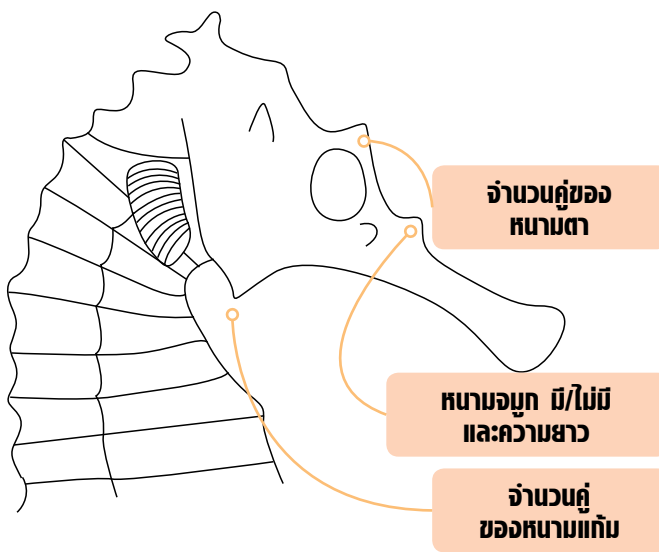 จำนวนคู่ของ
หนามตา
หนามจมูก มี/ไม่มี
และความยาว
จำนวนคู่
ของหนามแก้ม